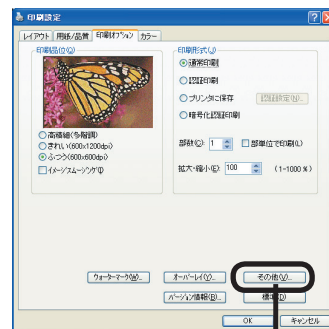 印刷設定
レイアウト 用紙/品質 印刷オプション カラー
印刷品位(Q)
高精細(多階調)
きれい(600x1200dpi)
ふつう(600x600dpi)
イメージスムージング(I)
印刷形式(J)
通常印刷
認証印刷
プリンタに保存
認証設定(N)...
暗号化認証印刷
部数(C): 1 部単位で印刷(L)
拡大・縮小(E): 100 (1-1000 %)
ウォーターマーク(W)... オーバーレイ(Y)... その他(V)...
バージョン情報(B)... 標準(D)
OK キャンセル